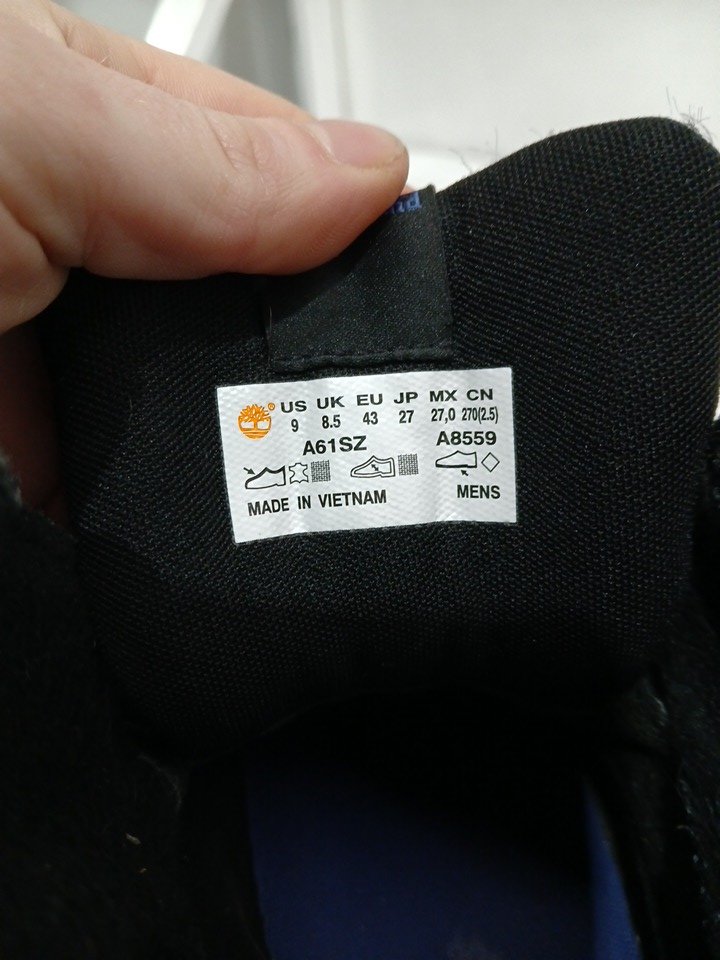 US UK EU JP MX CN
9 8.5 43 27 27,0 270(2.5)
A61SZ A8559
MADE IN VIETNAM MENS